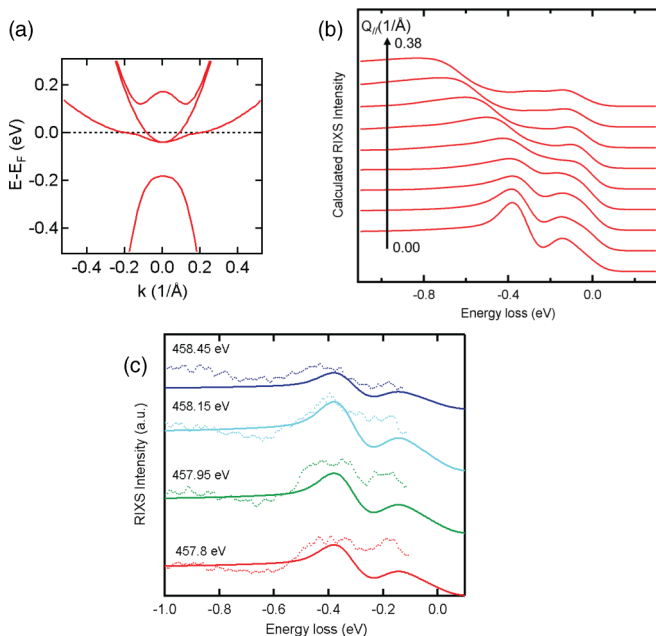 (a)
E-E_F (eV)
0.2
0.0
-0.2
-0.4
-0.4 -0.2 0.0 0.2 0.4
k (1/Å)
(b)
Q// (1/Å)
0.38
0.00
Calculated RIXS Intensity
-0.8 -0.4 0.0
Energy loss (eV)
(c)
458.45 eV
458.15 eV
457.95 eV
457.8 eV
RIXS Intensity (a.u.)
-1.0 -0.8 -0.6 -0.4 -0.2 0.0
Energy loss (eV)